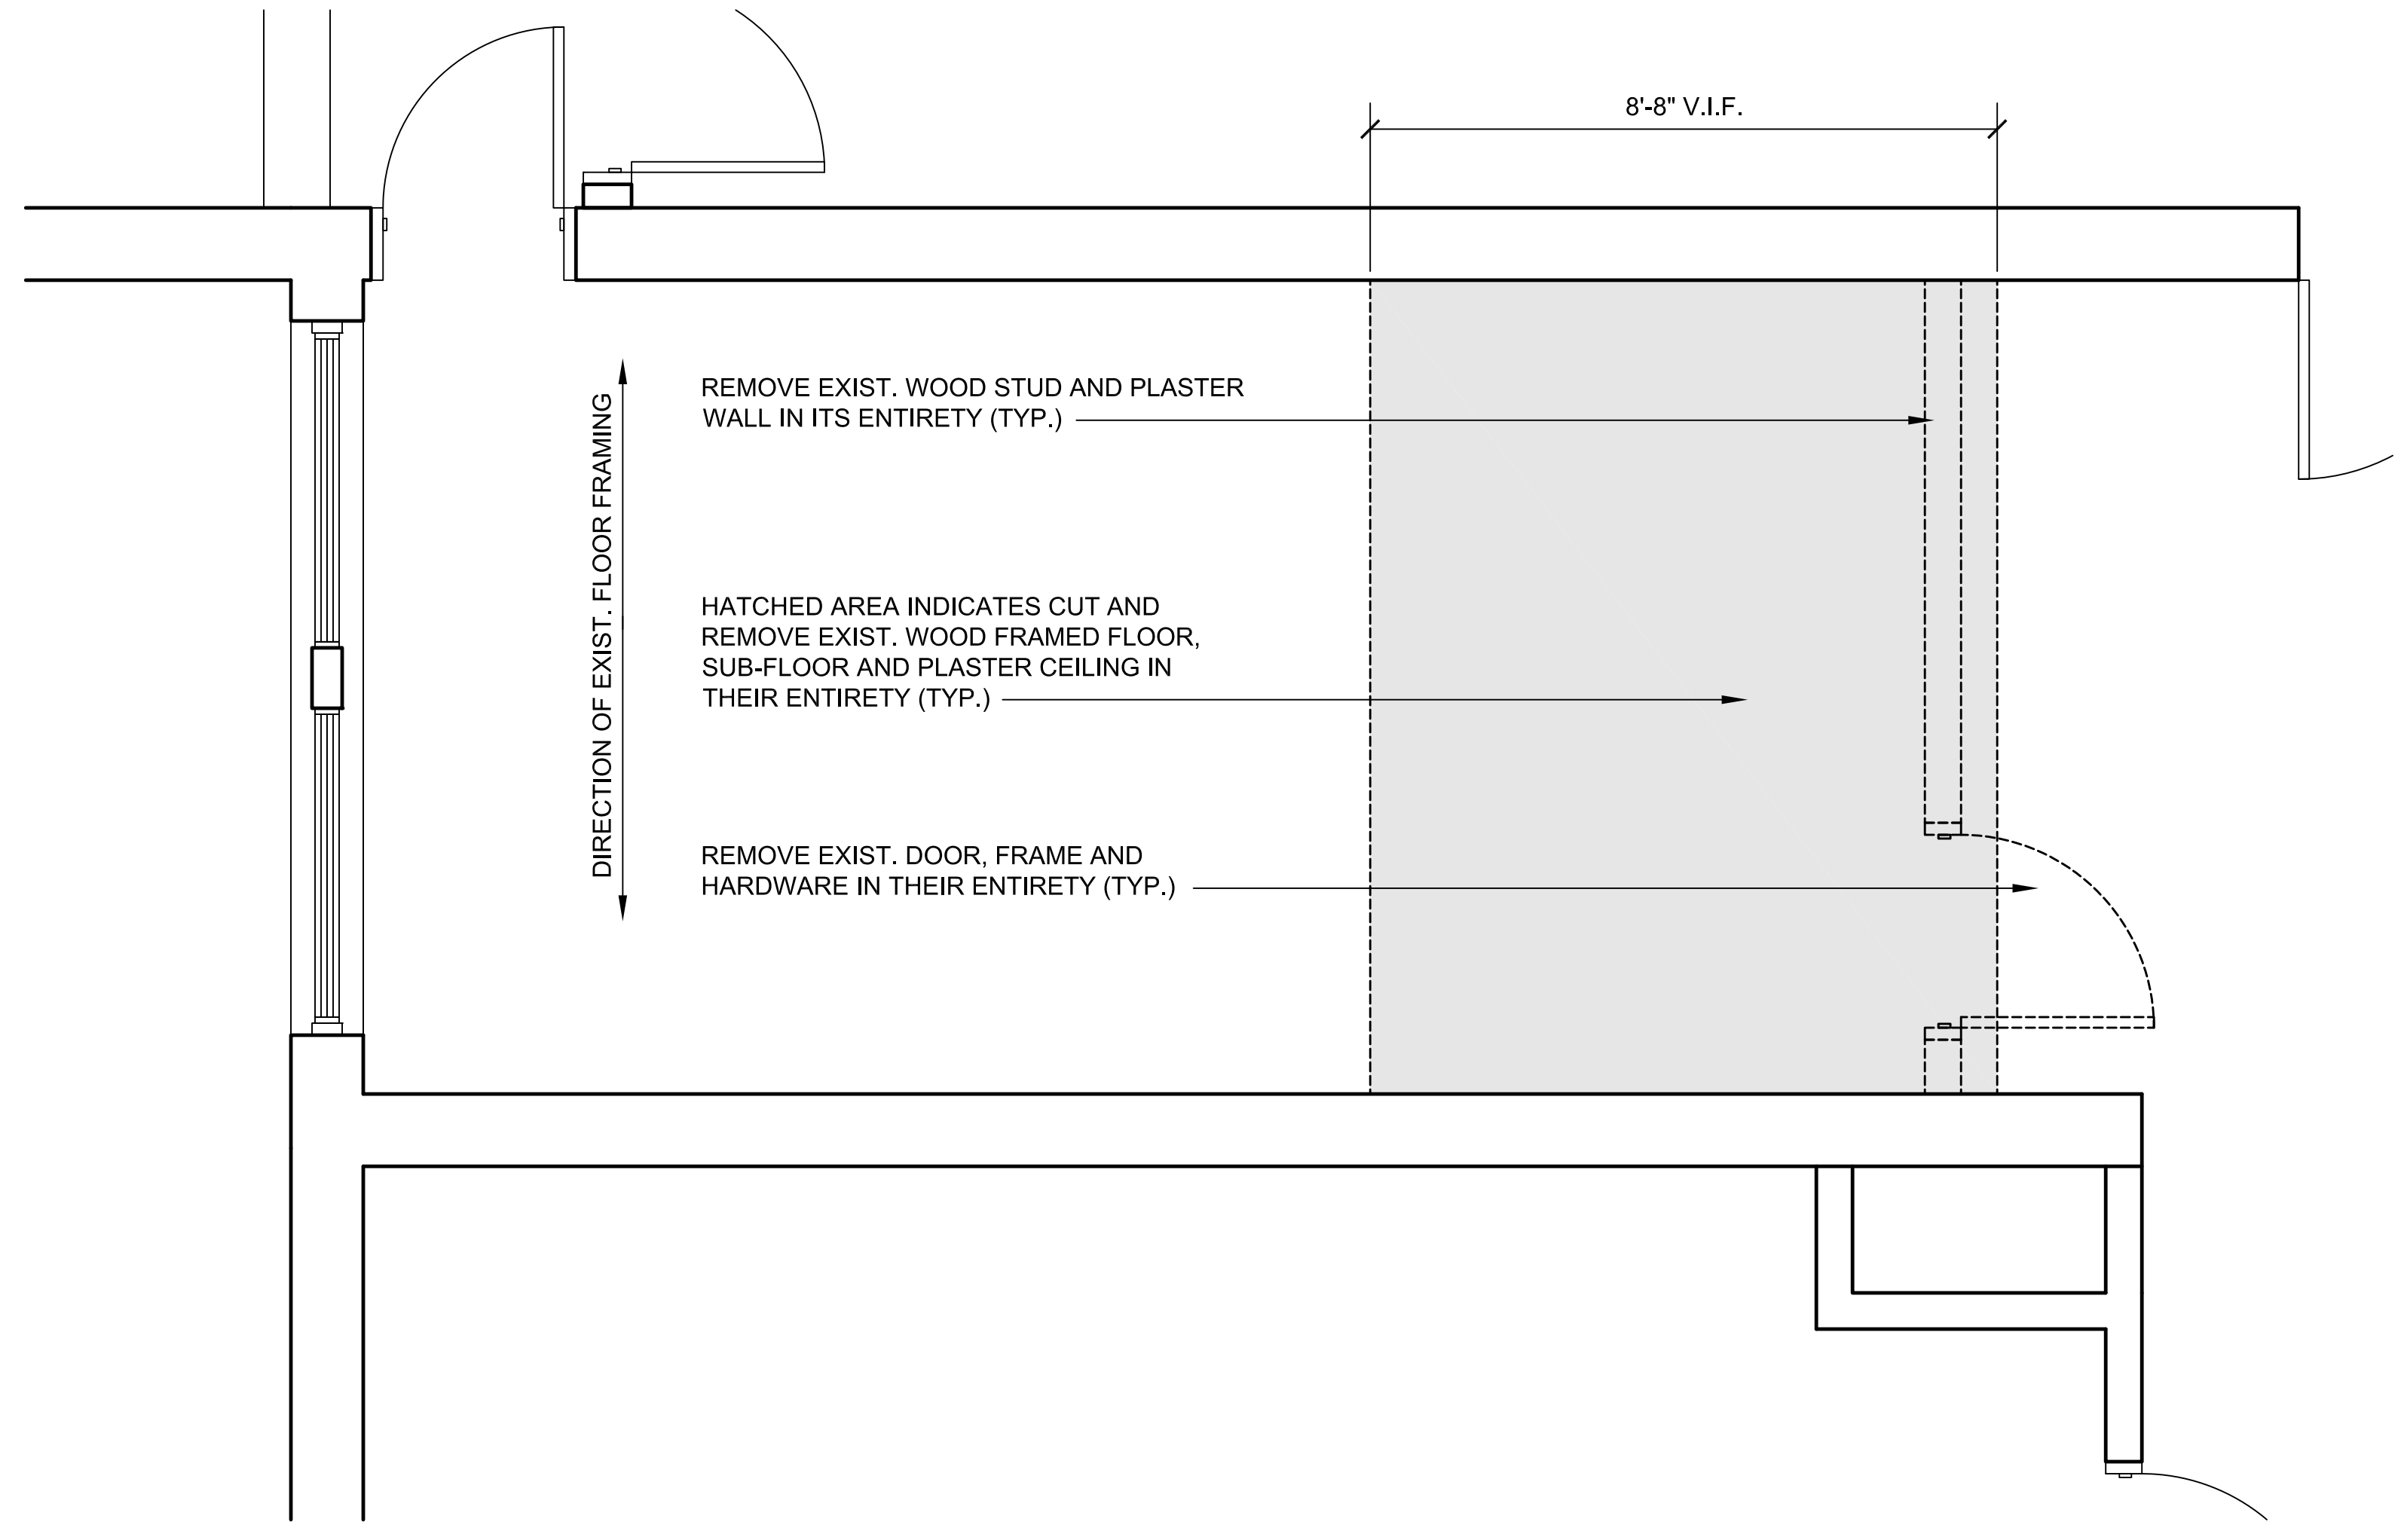 8'-8" V.I.F.
REMOVE EXIST. WOOD STUD AND PLASTER
WALL IN ITS ENTIRETY (TYP.)
DIRECTION OF EXIST. FLOOR FRAMING
HATCHED AREA INDICATES CUT AND
REMOVE EXIST. WOOD FRAMED FLOOR,
SUB-FLOOR AND PLASTER CEILING IN
THEIR ENTIRETY (TYP.)
REMOVE EXIST. DOOR, FRAME AND
HARDWARE IN THEIR ENTIRETY (TYP.)